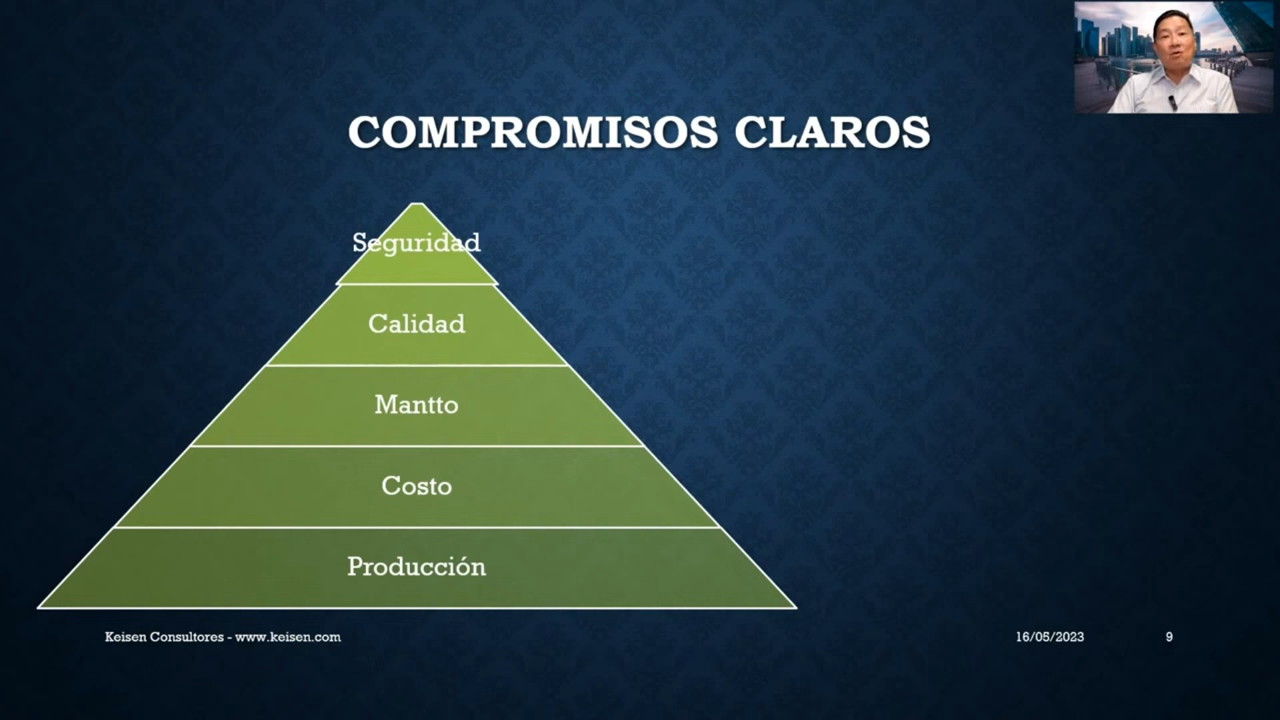 COMPROMISOS CLAROS
Seguridad
Calidad
Mantto
Costo
Producción
Keisen Consultores - www.keisen.com
16/05/2023
9